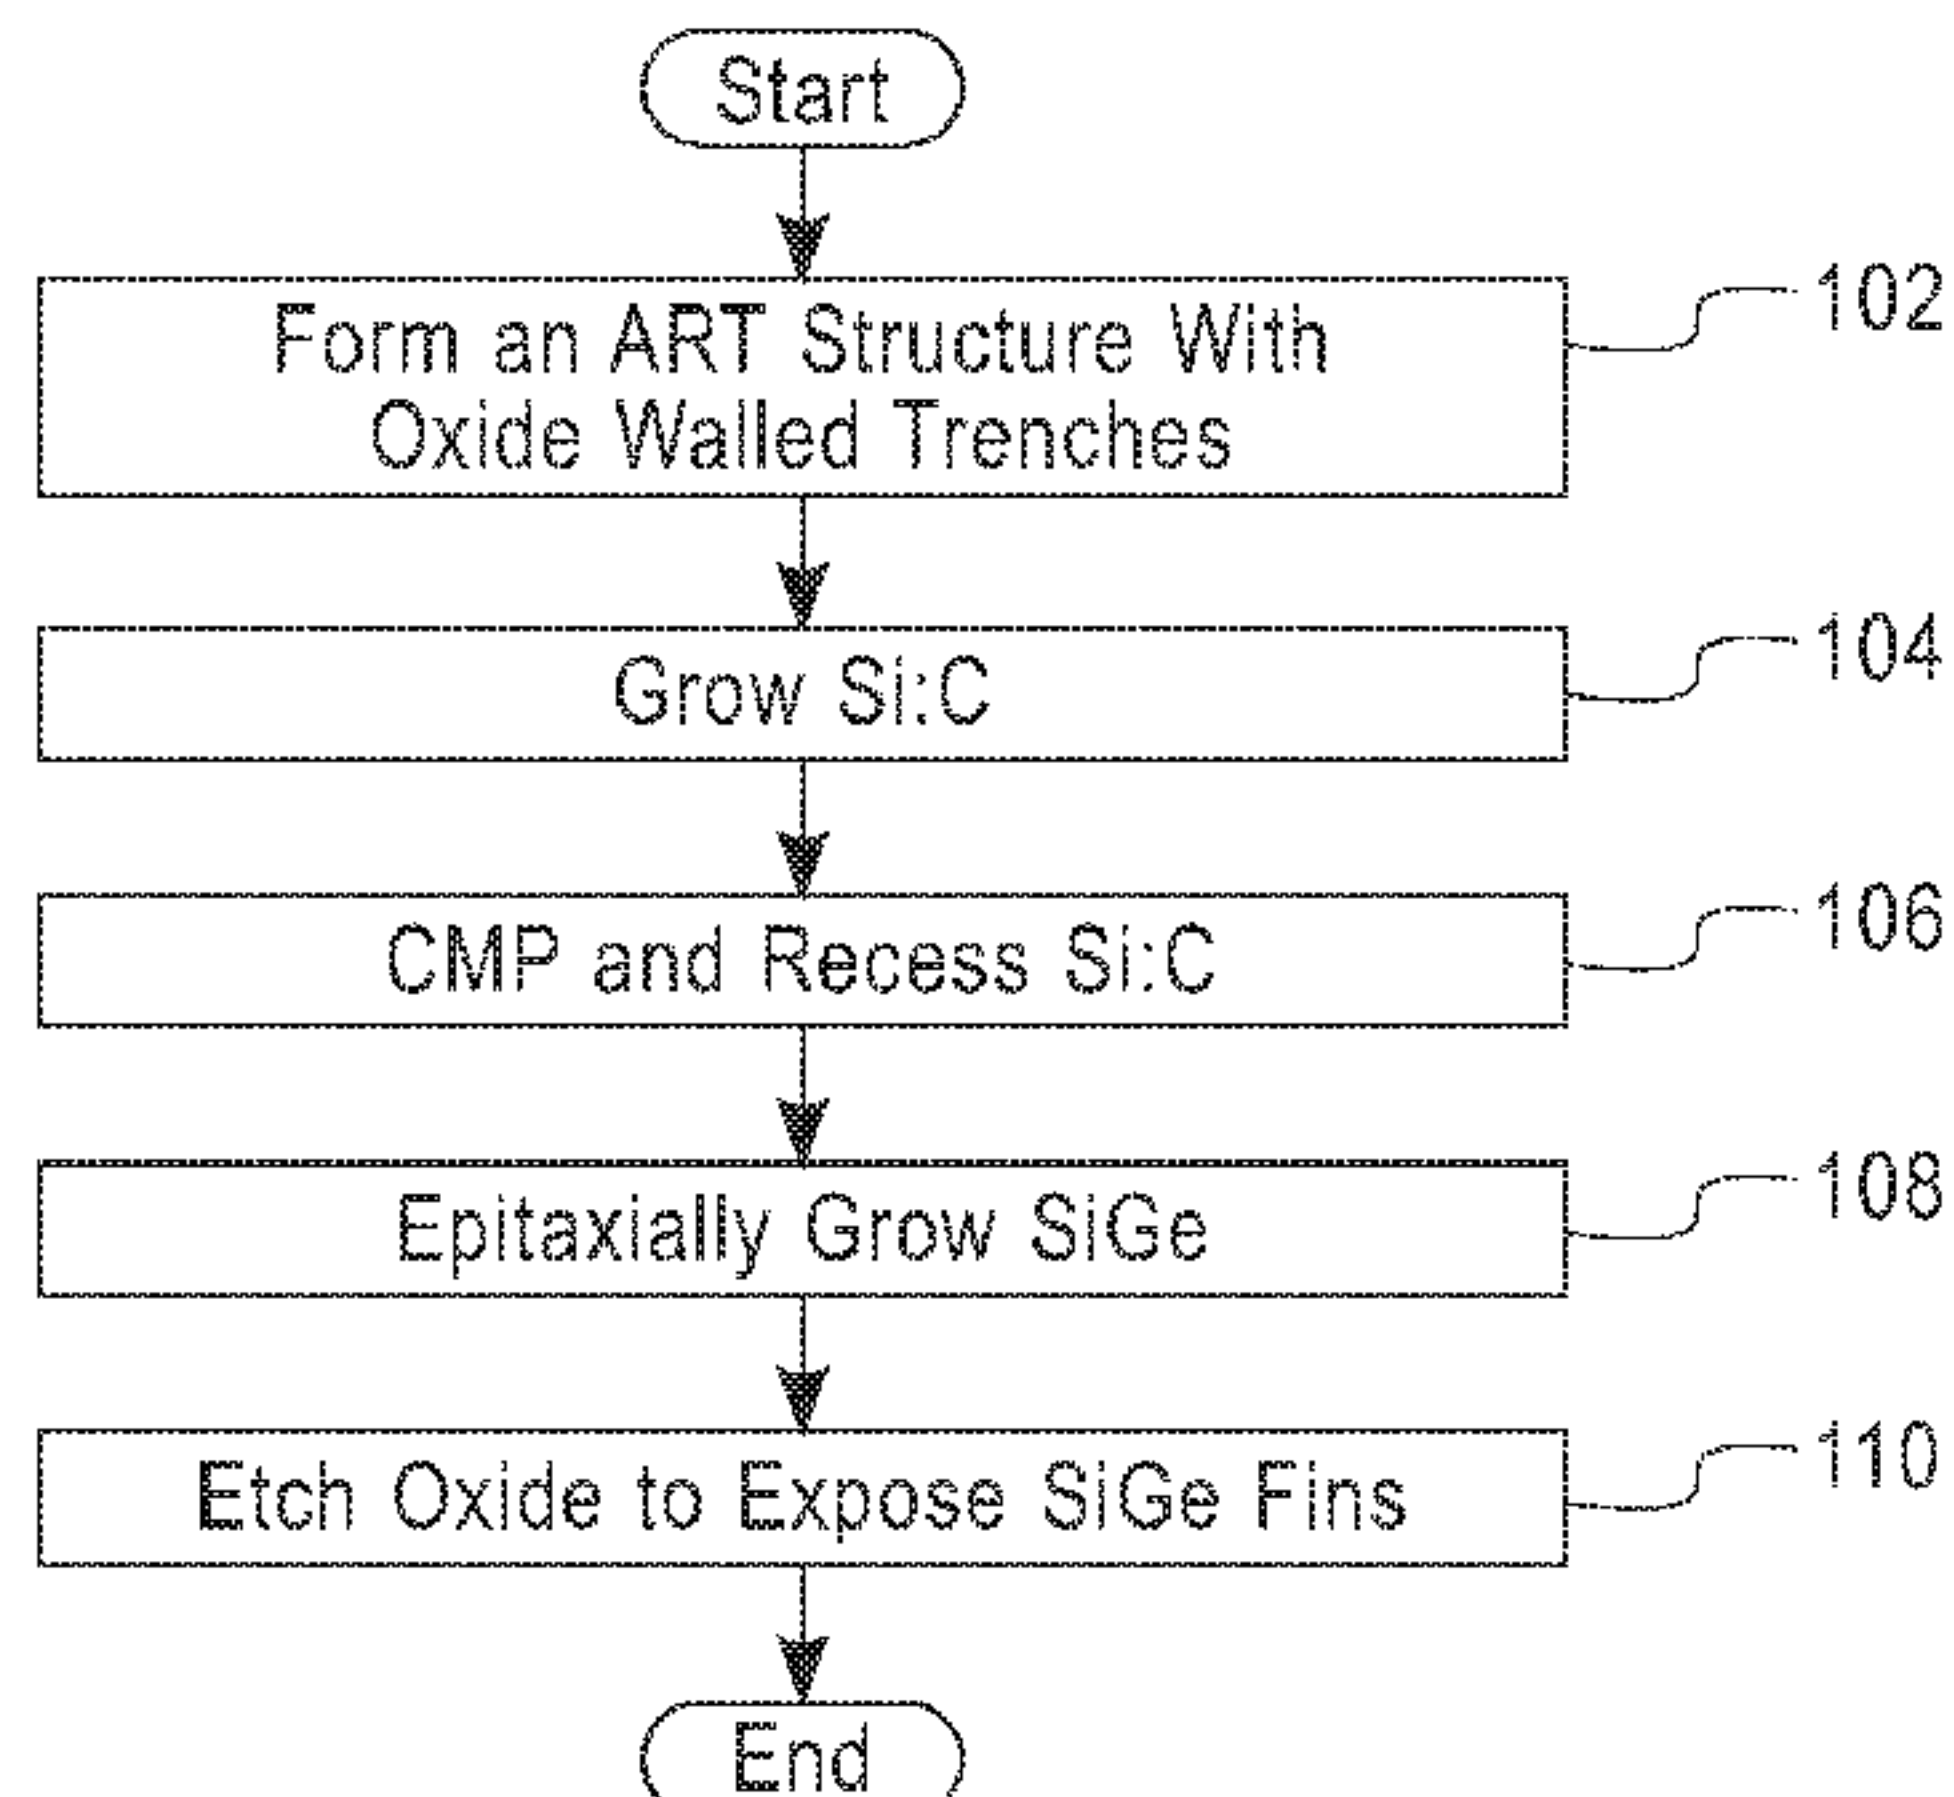 Start
Form an ART Structure With
Oxide Walled Trenches
102
Grow Si:C
104
CMP and Recess Si:C
106
Epitaxially Grow SiGe
108
Etch Oxide to Expose SiGe Fins
110
End